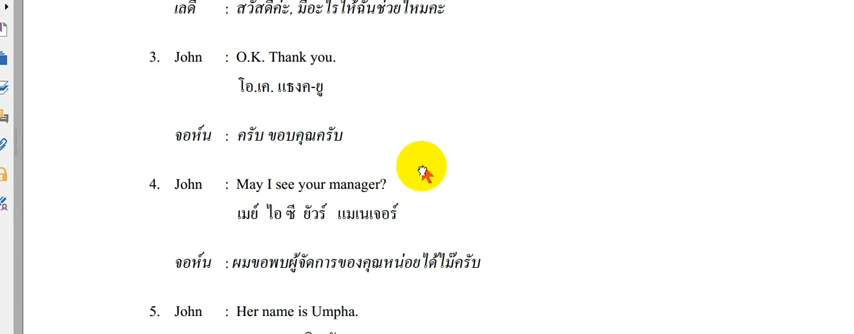 เลดี้ : สวัสดีค่ะ, มีอะไรให้ฉันช่วยไหมคะ
3. John : O.K. Thank you.
โอ.เค. แธงค-ยู
จอห์น : ครับ ขอบคุณครับ
4. John : May I see your manager?
เมย์ ไอ ซี ยัวร์ แมเนเจอร์
จอห์น : ผมขอพบผู้จัดการของคุณหน่อยได้ไม๊ครับ
5. John : Her name is Umpha.